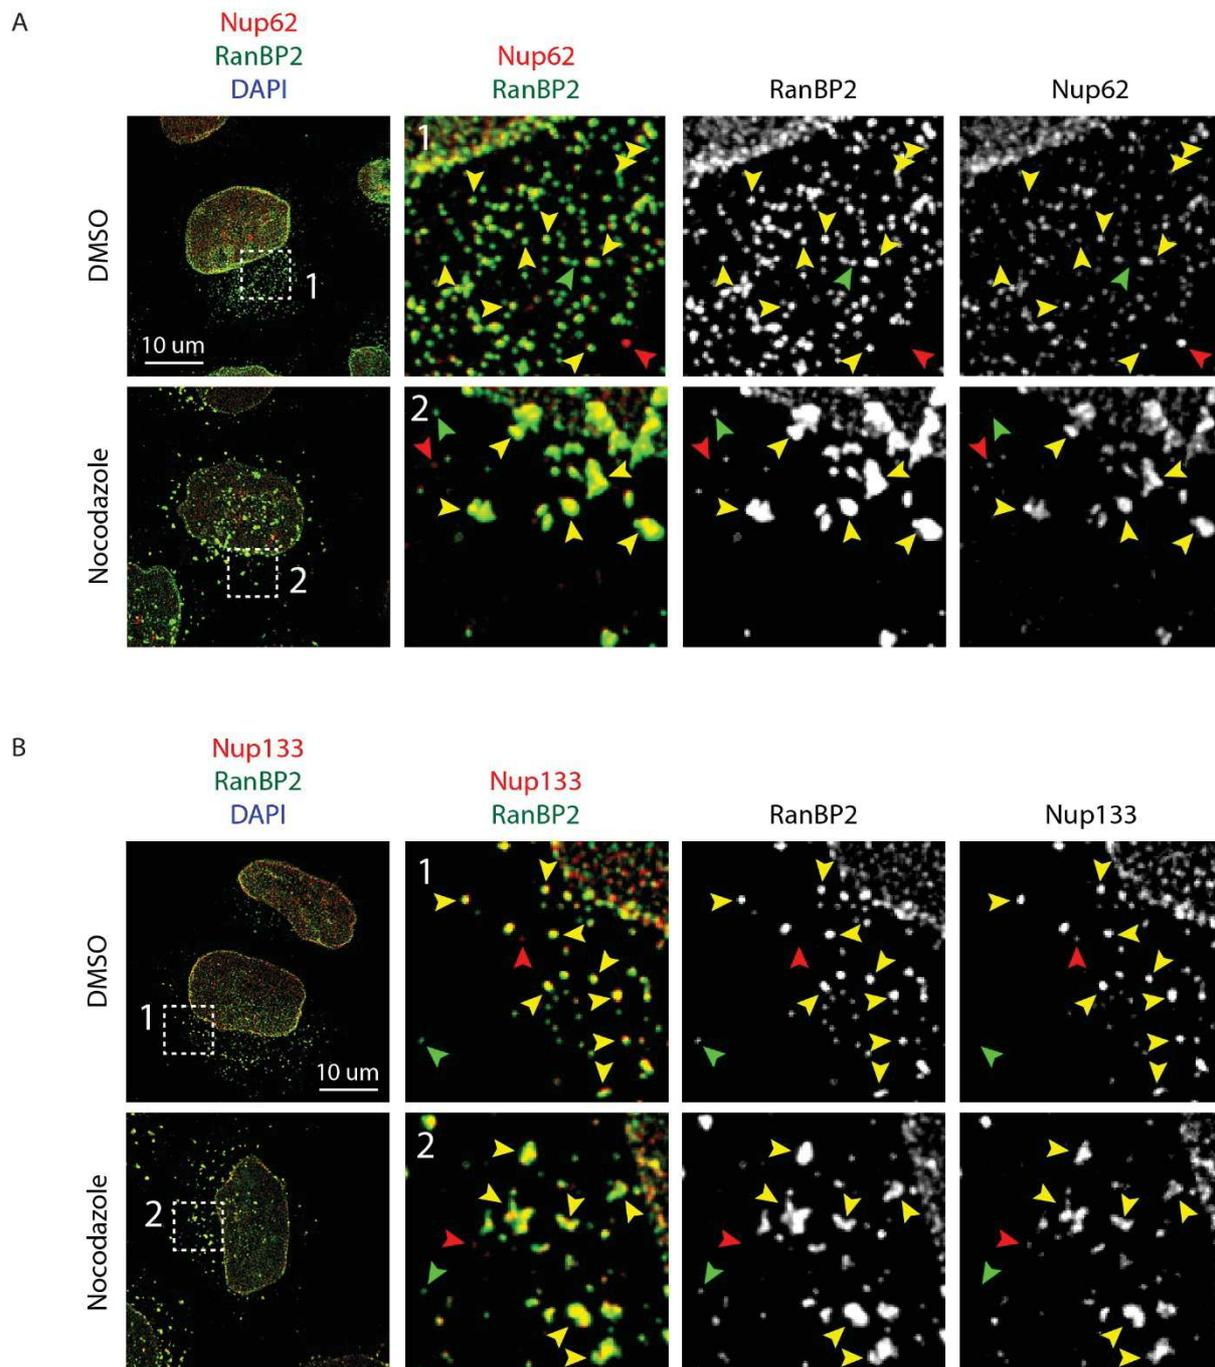 A
Nup62
RanBP2
DAPI
Nup62
RanBP2
RanBP2
Nup62
DMSO
1
10 um
1
Nocodazole
2
2
B
Nup133
RanBP2
DAPI
Nup133
RanBP2
RanBP2
Nup133
DMSO
1
10 um
1
Nocodazole
2
2